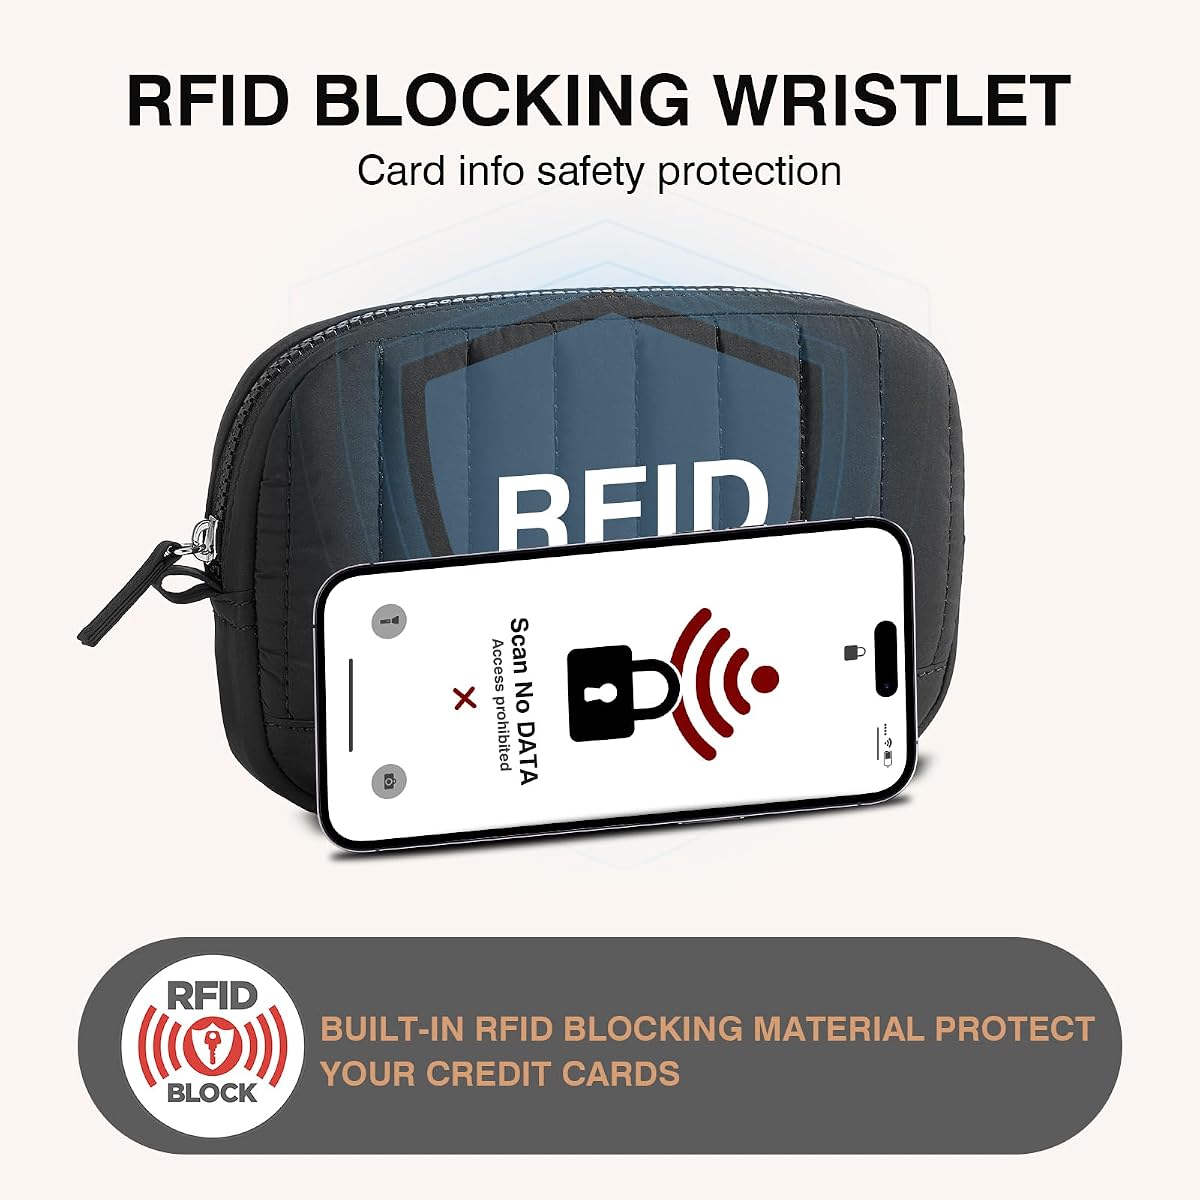 RFID BLOCKING WRISTLET
Card info safety protection
RFID
Scan No DATA
Access prohibited
RFID
BLOCK
BUILT-IN RFID BLOCKING MATERIAL PROTECT
YOUR CREDIT CARDS